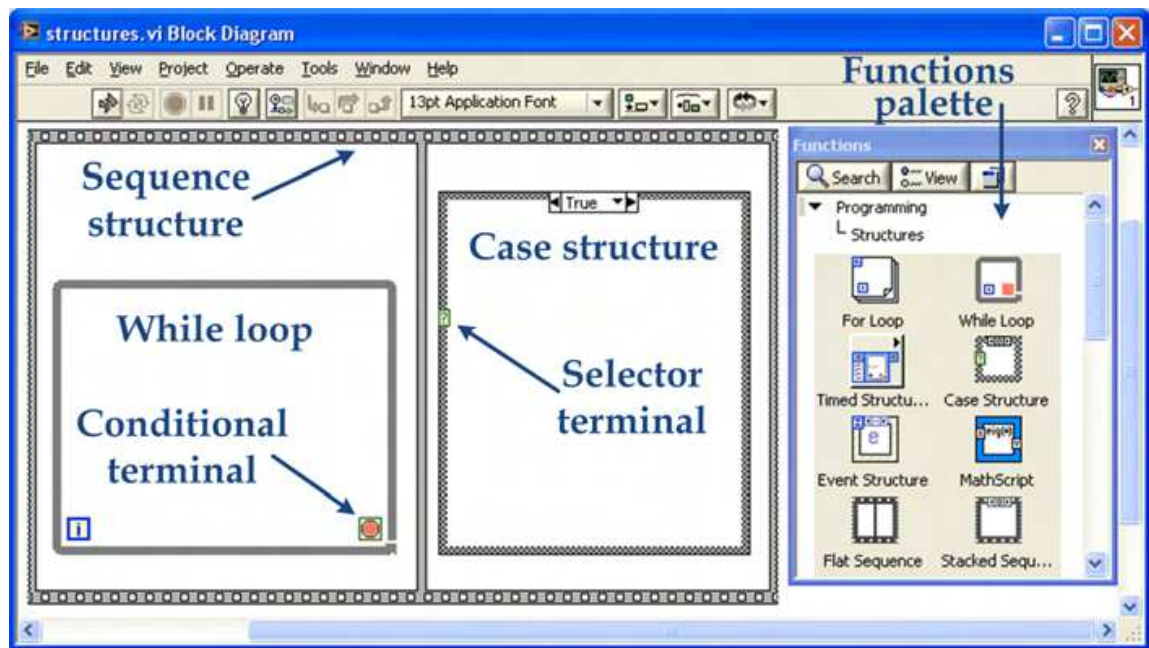 structures.vi Block Diagram
File Edit View Project Operate Tools Window Help
13pt Application Font
1
Functions
palette
Sequence
structure
True
Case structure
While loop
Selector
terminal
Conditional
terminal
i
?
Functions
Search View
Programming
Structures
For Loop While Loop
Timed Structu... Case Structure
Event Structure MathScript
Flat Sequence Stacked Sequ...